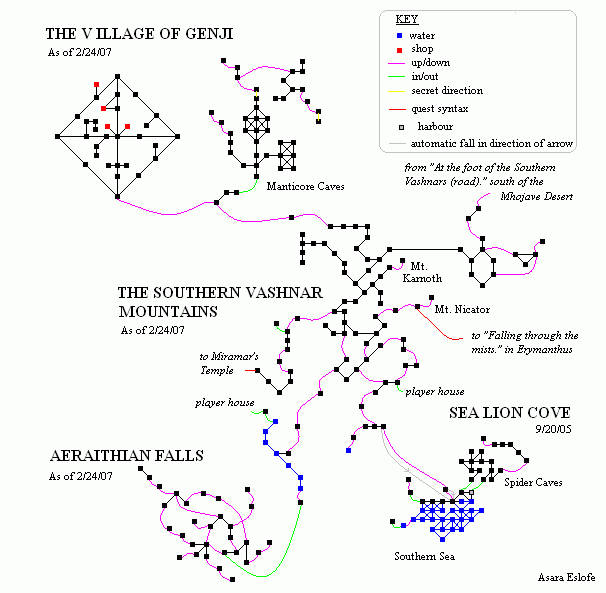 THE V ILLAGE OF GENJI
As of 2/24/07
KEY
water
shop
up/down
in/out
secret direction
quest syntax
harbour
automatic fall in direction of arrow
from "At the foot of the Southern
Vashnars (road)." south of the
Mhojave Desert
Manticore Caves
Mt.
Karnoth
THE SOUTHERN VASHNAR
MOUNTAINS
As of 2/24/07
Mt. Nicator
to "Falling through the
mists." in Erymanthus
to Miramar's
Temple
player house
player house
SEA LION COVE
9/20/05
AERAITHIAN FALLS
As of 2/24/07
Spider Caves
Southern Sea
Asara Eslofe